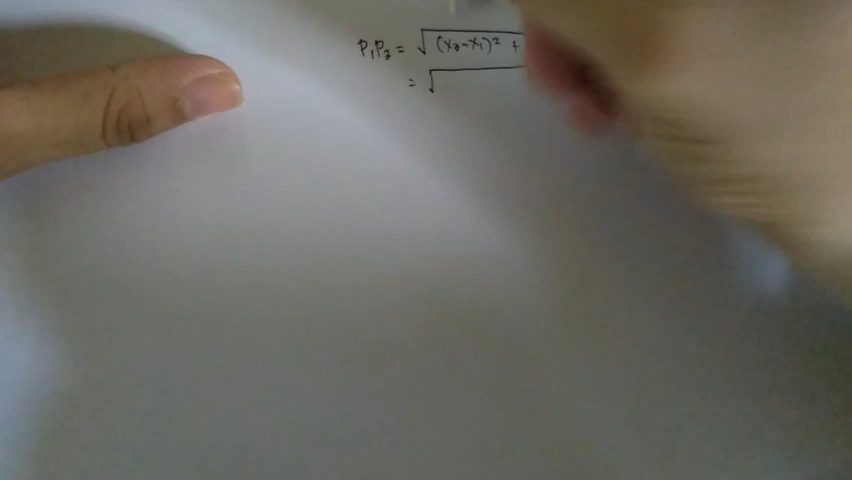 P₁P₂ = √(x₂-x₁)² +
= √